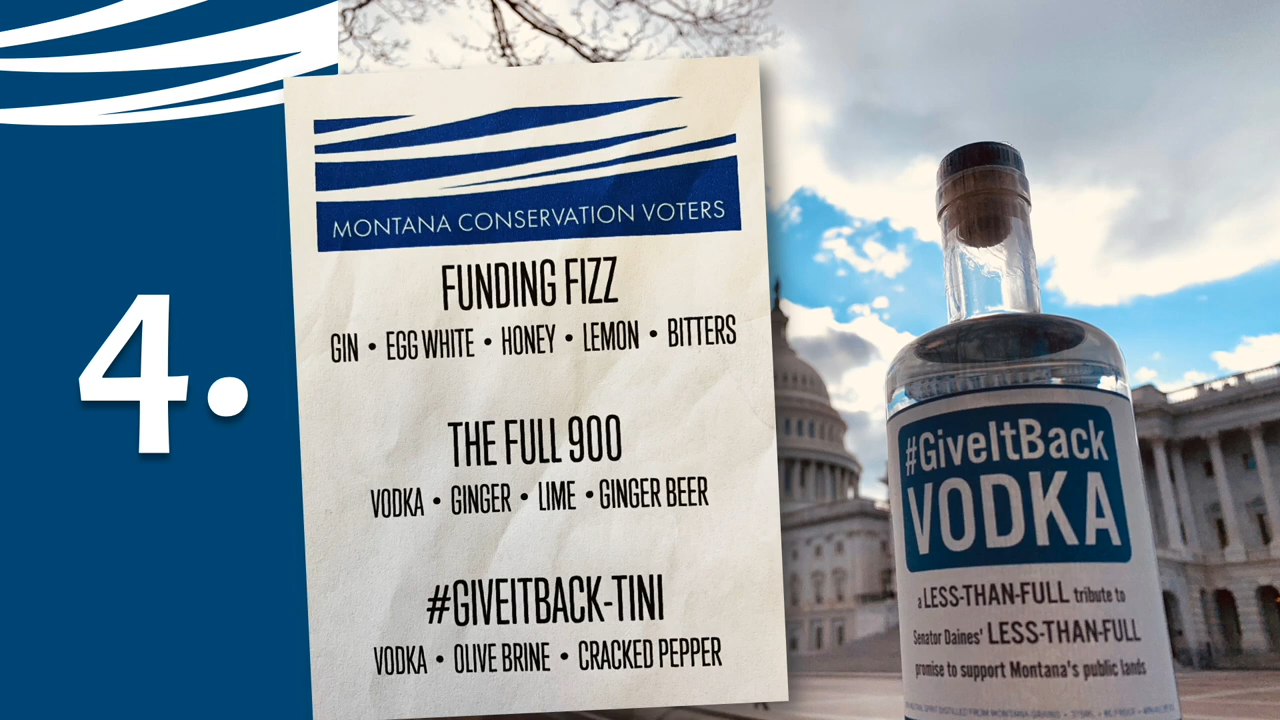 4.
MONTANA CONSERVATION VOTERS
FUNDING FIZZ
GIN • EGG WHITE • HONEY • LEMON • BITTERS
THE FULL 900
VODKA • GINGER • LIME • GINGER BEER
#GIVEITBACK-TINI
VODKA • OLIVE BRINE • CRACKED PEPPER
#GiveItBack
VODKA
a LESS-THAN-FULL tribute to
Senator Daines' LESS-THAN-FULL
promise to support Montana's public lands